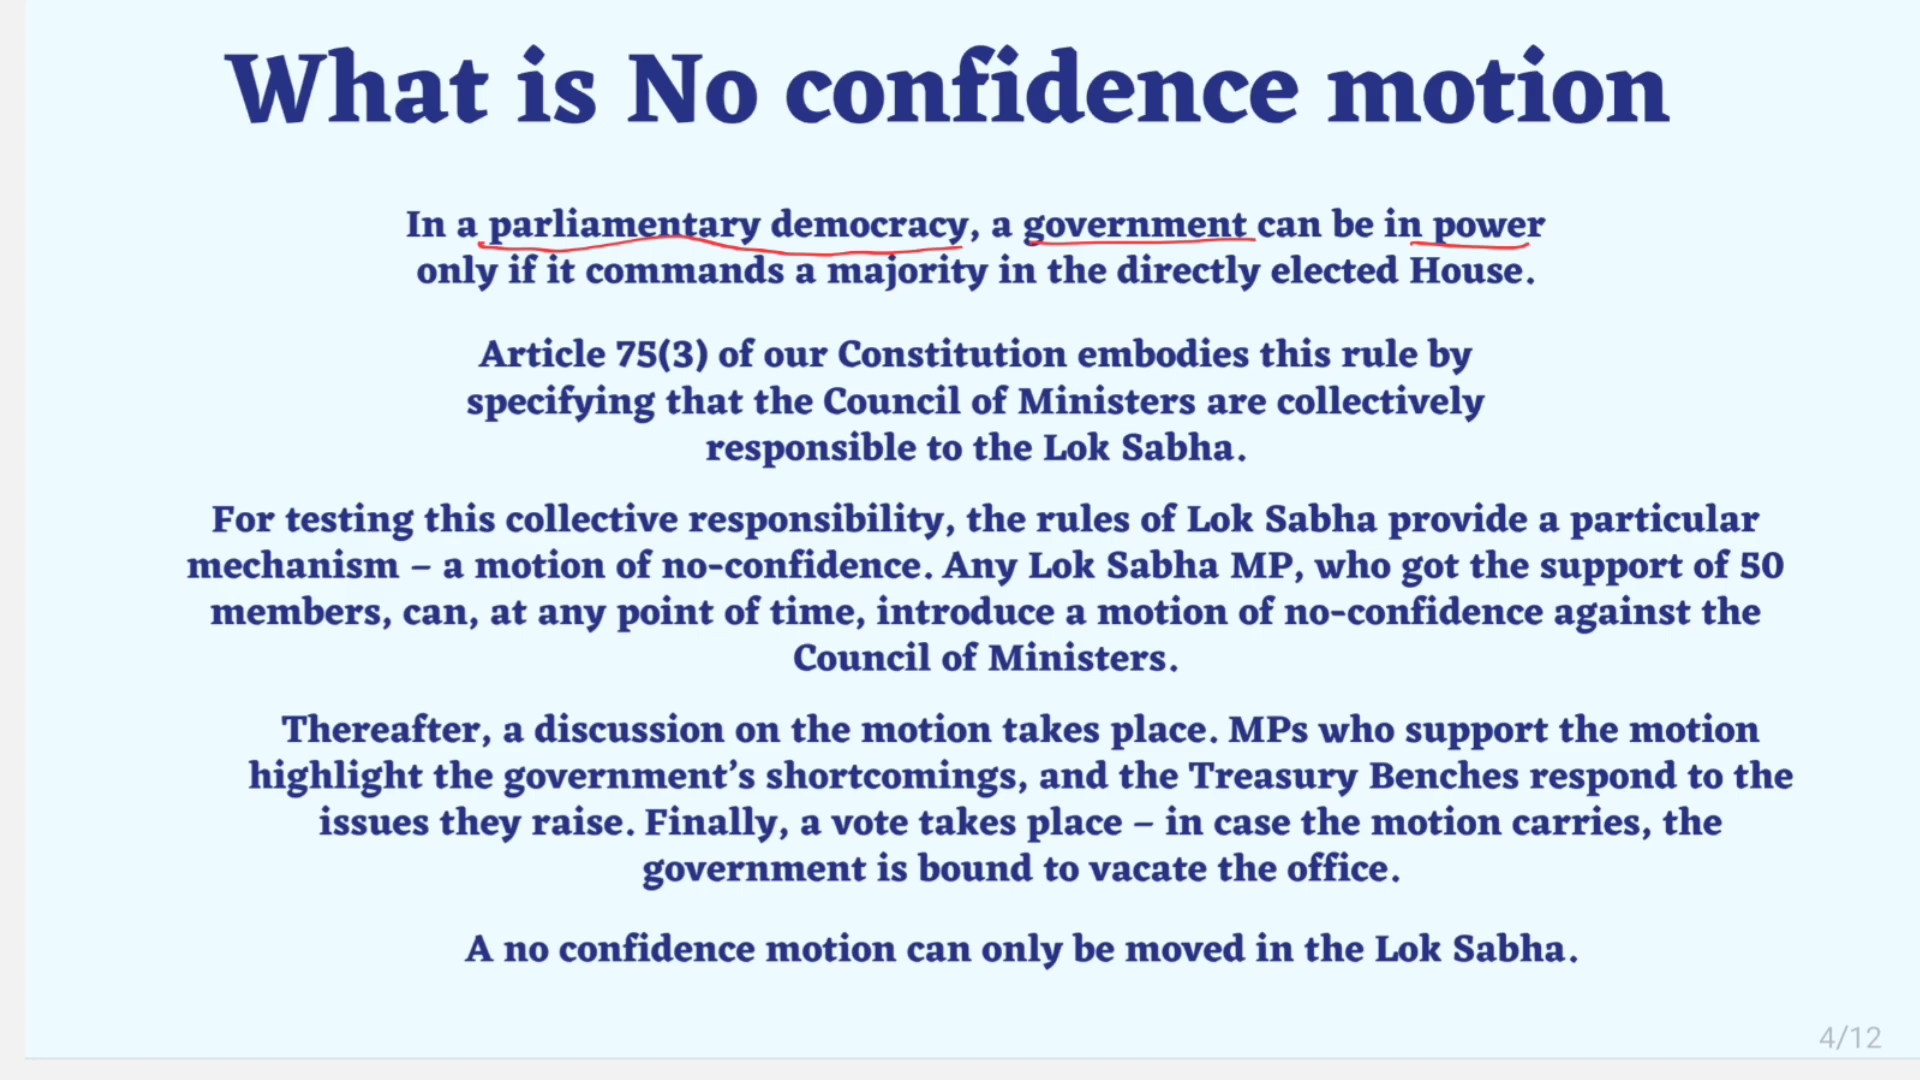 What is No confidence motion
In a parliamentary democracy, a government can be in power
only if it commands a majority in the directly elected House.
Article 75(3) of our Constitution embodies this rule by
specifying that the Council of Ministers are collectively
responsible to the Lok Sabha.
For testing this collective responsibility, the rules of Lok Sabha provide a particular
mechanism – a motion of no-confidence. Any Lok Sabha MP, who got the support of 50
members, can, at any point of time, introduce a motion of no-confidence against the
Council of Ministers.
Thereafter, a discussion on the motion takes place. MPs who support the motion
highlight the government’s shortcomings, and the Treasury Benches respond to the
issues they raise. Finally, a vote takes place – in case the motion carries, the
government is bound to vacate the office.
A no confidence motion can only be moved in the Lok Sabha.
4/12